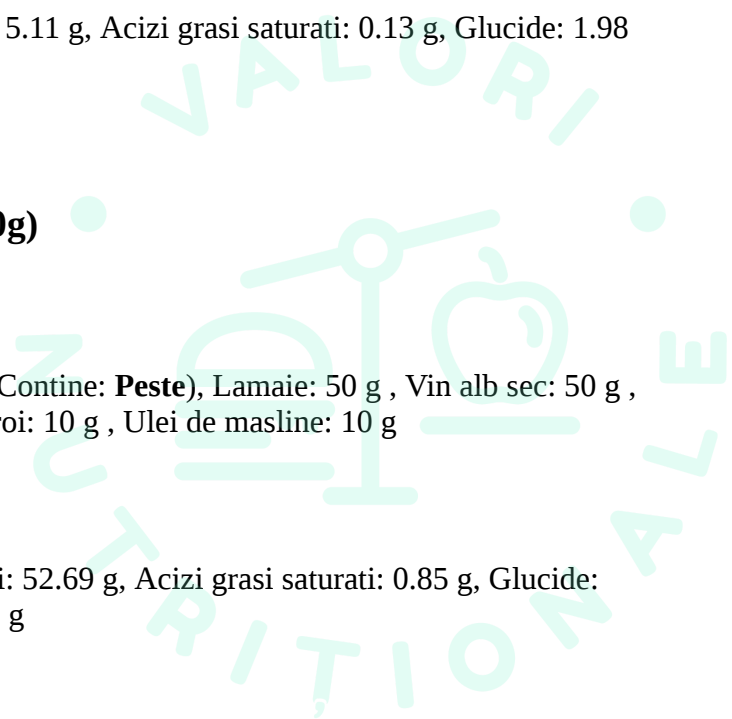 5.11 g, Acizi grasi saturati: 0.13 g, Glucide: 1.98
VALORI
g)
Contine: Peste), Lamaie: 50 g , Vin alb sec: 50 g ,
oi: 10 g , Ulei de masline: 10 g
i: 52.69 g, Acizi grasi saturati: 0.85 g, Glucide:
g
NUTRITIONALE